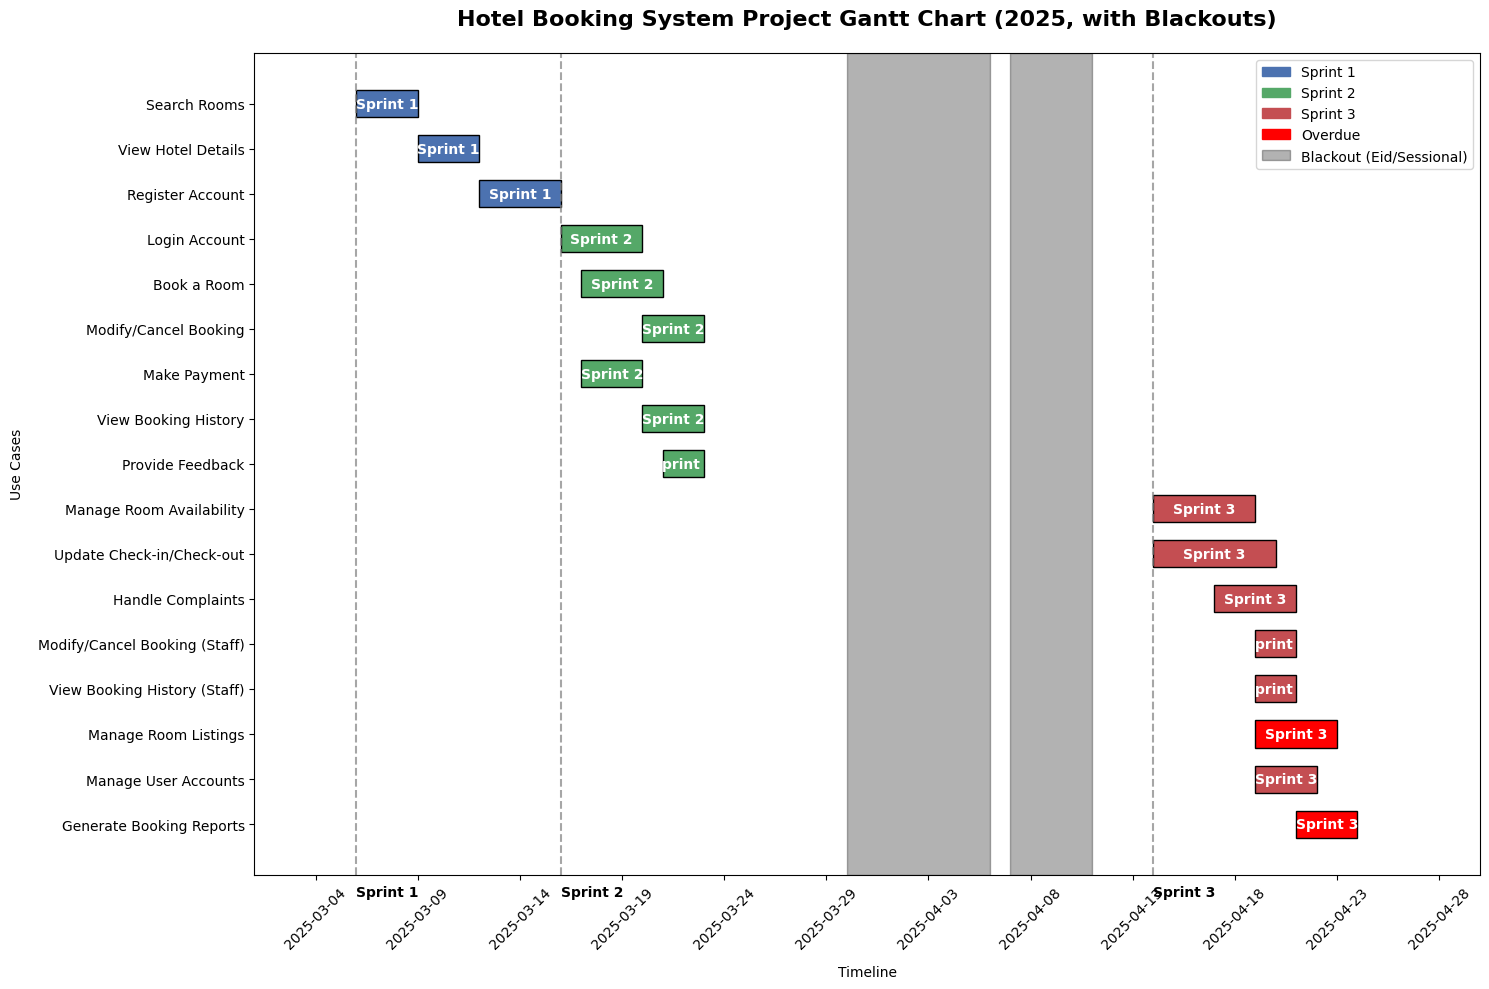 Hotel Booking System Project Gantt Chart (2025, with Blackouts)
Sprint 1
Sprint 2
Sprint 3
Overdue
Blackout (Eid/Sessional)
Use Cases
Search Rooms
Sprint 1
View Hotel Details
Sprint 1
Register Account
Sprint 1
Login Account
Sprint 2
Book a Room
Sprint 2
Modify/Cancel Booking
Sprint 2
Make Payment
Sprint 2
View Booking History
Sprint 2
Provide Feedback
print
Manage Room Availability
Sprint 3
Update Check-in/Check-out
Sprint 3
Handle Complaints
Sprint 3
Modify/Cancel Booking (Staff)
print
View Booking History (Staff)
print
Manage Room Listings
Sprint 3
Manage User Accounts
Sprint 3
Generate Booking Reports
Sprint 3
Sprint 1
Sprint 2
Sprint 3
2025-03-04
2025-03-09
2025-03-14
2025-03-19
2025-03-24
2025-03-29
2025-04-03
2025-04-08
2025-04-13
2025-04-18
2025-04-23
2025-04-28
Timeline